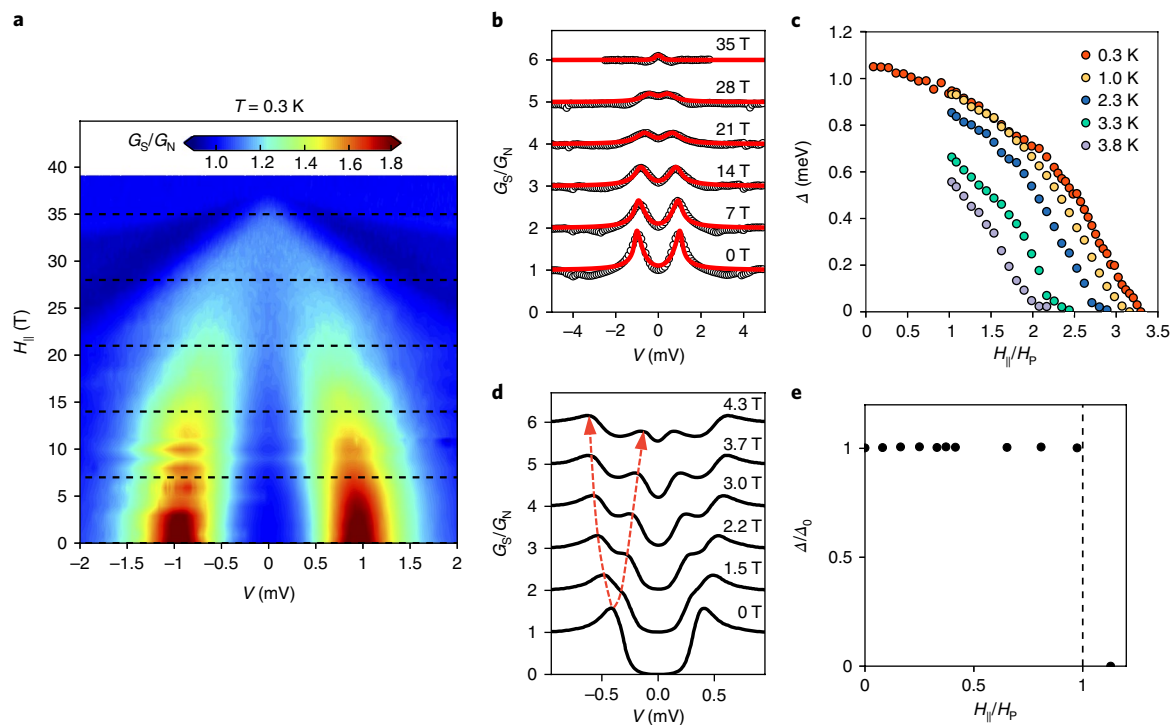 a
T = 0.3 K
G_S/G_N
1.0 1.2 1.4 1.6 1.8
40
35
30
25
20
15
10
5
0
H_∥ (T)
–2 –1 –0.5 0 0.5 1 2
V (mV)
b
35 T
28 T
21 T
14 T
7 T
0 T
6
5
4
3
2
1
0
G_S/G_N
–4 –2 0 2 4
V (mV)
c
1.2
1.0
0.8
0.6
0.4
0.2
0
Δ (meV)
0.3 K
1.0 K
2.3 K
3.3 K
3.8 K
0 0.5 1.0 1.5 2.0 2.5 3.0 3.5
H_∥/H_P
d
4.3 T
3.7 T
3.0 T
2.2 T
1.5 T
0 T
6
5
4
3
2
1
0
G_S/G_N
–0.5 0.0 0.5
V (mV)
e
1
0.5
0
Δ/Δ_0
0 0.5 1
H_∥/H_P